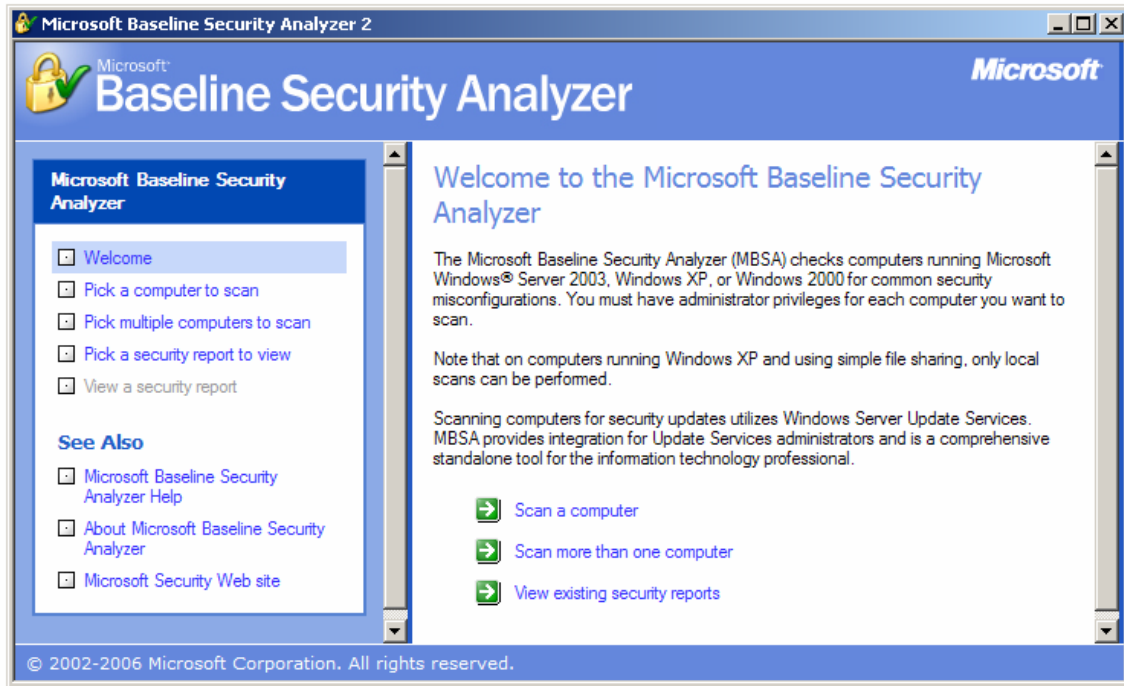 Microsoft Baseline Security Analyzer 2
Microsoft
Baseline Security Analyzer
Microsoft
Microsoft Baseline Security
Analyzer
Welcome
Pick a computer to scan
Pick multiple computers to scan
Pick a security report to view
View a security report
See Also
Microsoft Baseline Security
Analyzer Help
About Microsoft Baseline Security
Analyzer
Microsoft Security Web site
Welcome to the Microsoft Baseline Security
Analyzer
The Microsoft Baseline Security Analyzer (MBSA) checks computers running Microsoft
Windows® Server 2003, Windows XP, or Windows 2000 for common security
misconfigurations. You must have administrator privileges for each computer you want to
scan.
Note that on computers running Windows XP and using simple file sharing, only local
scans can be performed.
Scanning computers for security updates utilizes Windows Server Update Services.
MBSA provides integration for Update Services administrators and is a comprehensive
standalone tool for the information technology professional.
Scan a computer
Scan more than one computer
View existing security reports
© 2002-2006 Microsoft Corporation. All rights reserved.